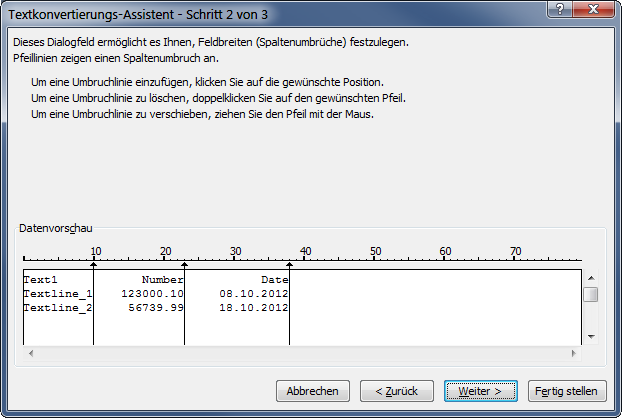 Textkonvertierungs-Assistent - Schritt 2 von 3
Dieses Dialogfeld ermöglicht es Ihnen, Feldbreiten (Spaltenumbrüche) festzulegen.
Pfeillinien zeigen einen Spaltenumbruch an.
Um eine Umbruchlinie einzufügen, klicken Sie auf die gewünschte Position.
Um eine Umbruchlinie zu löschen, doppelklicken Sie auf den gewünschten Pfeil.
Um eine Umbruchlinie zu verschieben, ziehen Sie den Pfeil mit der Maus.
Datenvorschau
10 20 30 40 50 60 70
Text1 Number Date
Textline_1 123000.10 08.10.2012
Textline_2 56739.99 18.10.2012
Abbrechen < Zurück Weiter > Fertig stellen